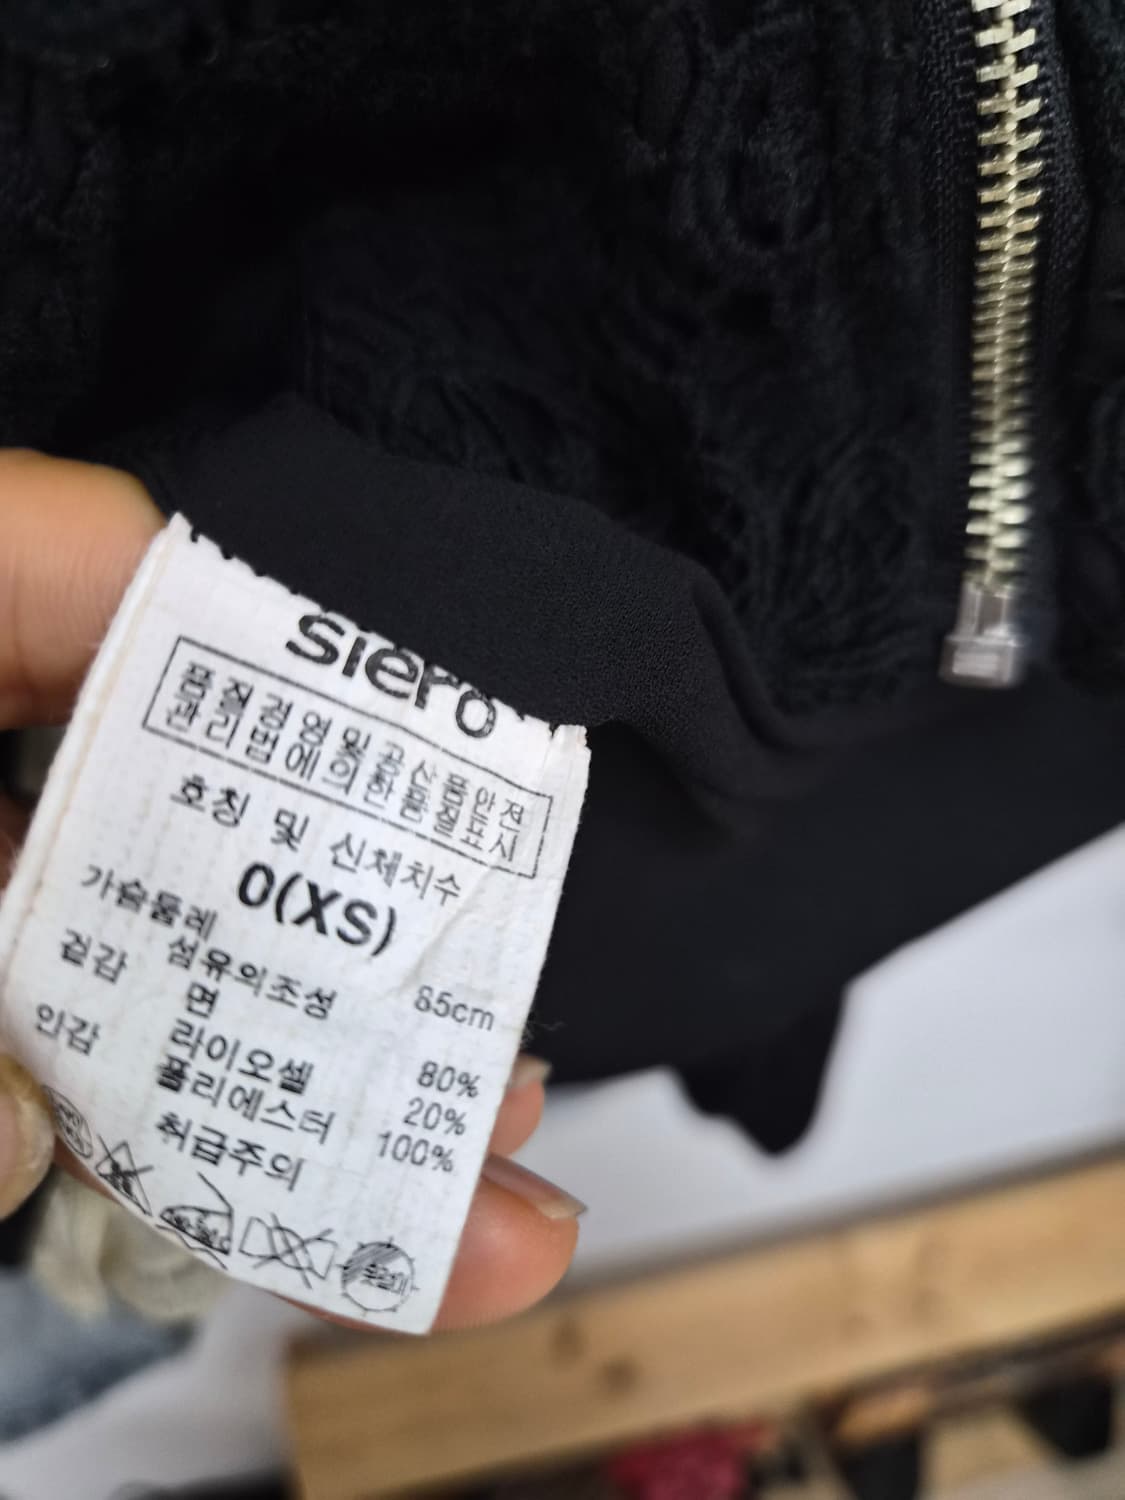 siero
품질경영및공산품안전
관리법에의한품질표시
호칭 및 신체치수
0(XS)
가슴둘레 85cm
섬유의조성
겉감 면 80%
라이오셀 20%
안감 폴리에스터 100%
취급주의